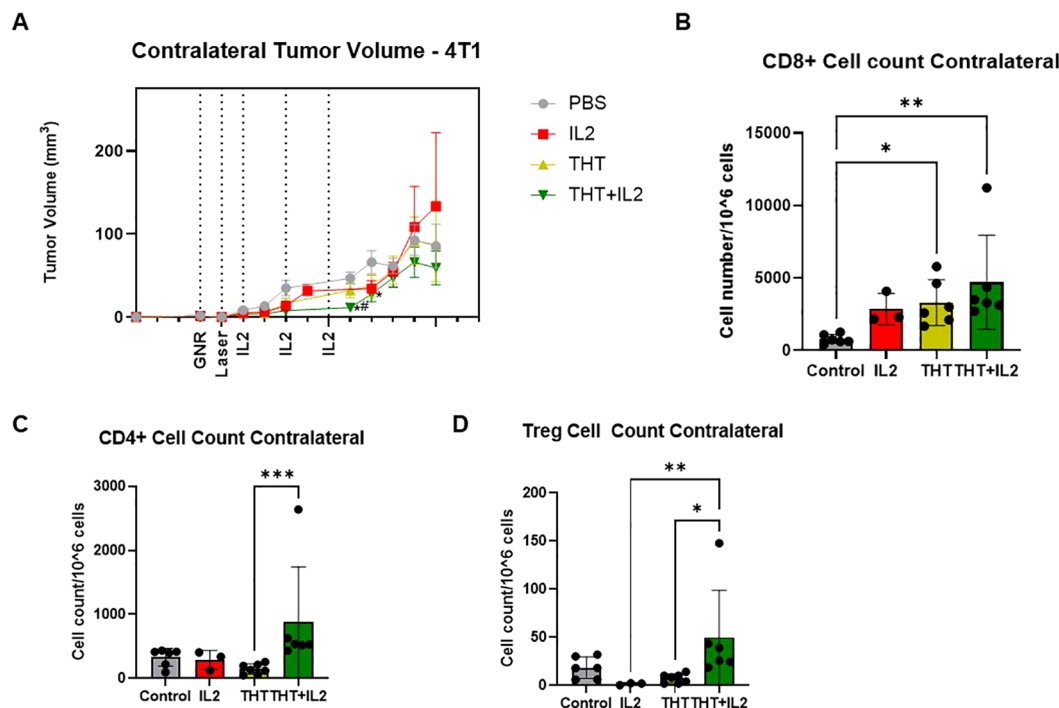 A
Contralateral Tumor Volume - 4T1
Tumor Volume (mm³)
200
100
0
*#
*
GNR
Laser
IL2
IL2
IL2
PBS
IL2
THT
THT+IL2
B
CD8+ Cell count Contralateral
Cell number/10^6 cells
15000
10000
5000
0
**
*
Control IL2 THT THT+IL2
C
CD4+ Cell Count Contralateral
Cell count/10^6 cells
3000
2000
1000
0
***
Control IL2 THT THT+IL2
D
Treg Cell Count Contralateral
Cell count/10^6 cells
200
150
100
50
0
**
*
Control IL2 THT THT+IL2